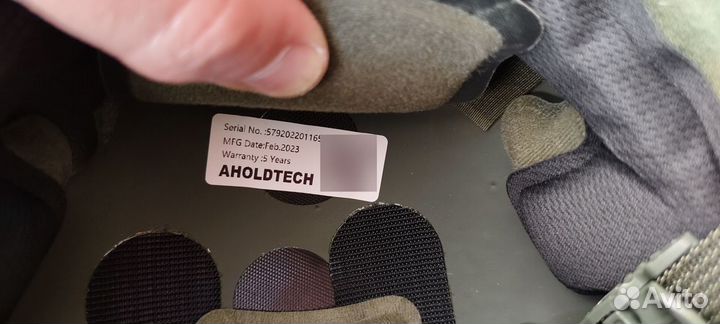 Serial No. :579202201165
MFG Date:Feb.2023
Warranty :5 Years
AHOLDTECH
Avito